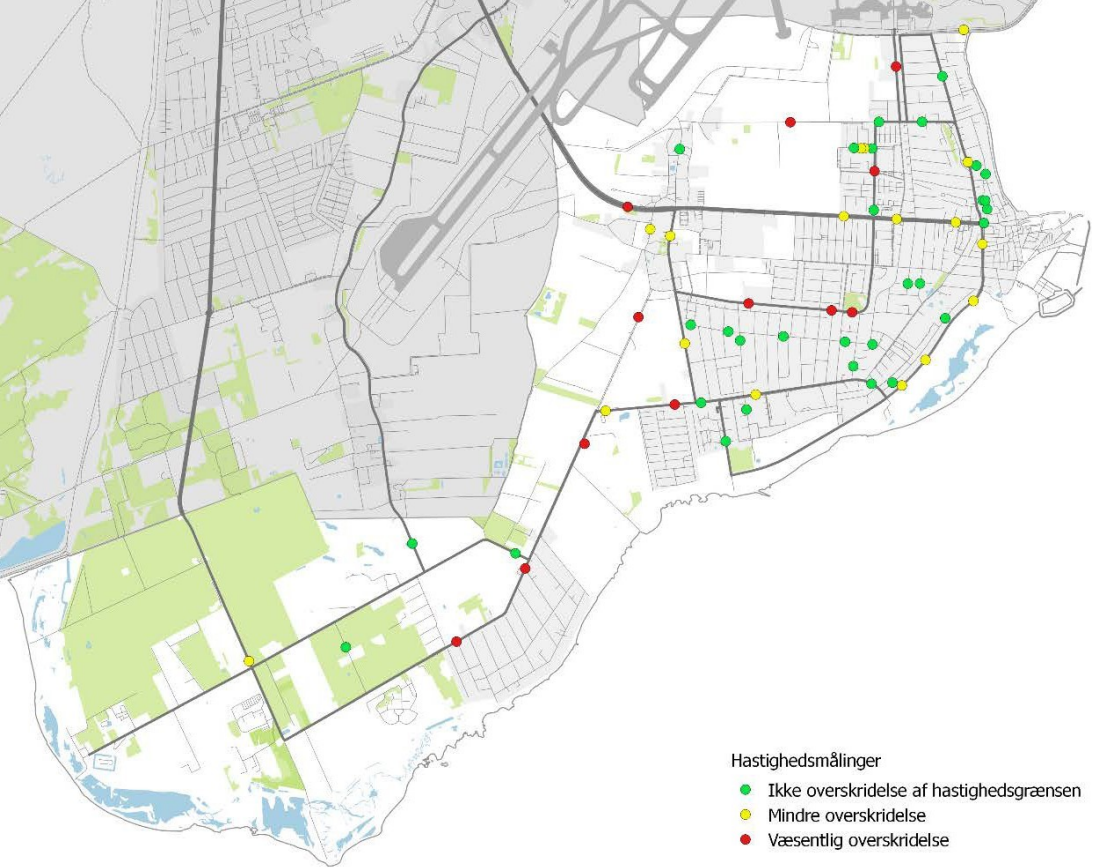 Hastighedsmålinger
Ikke overskridelse af hastighedsgrænsen
Mindre overskridelse
Væsentlig overskridelse